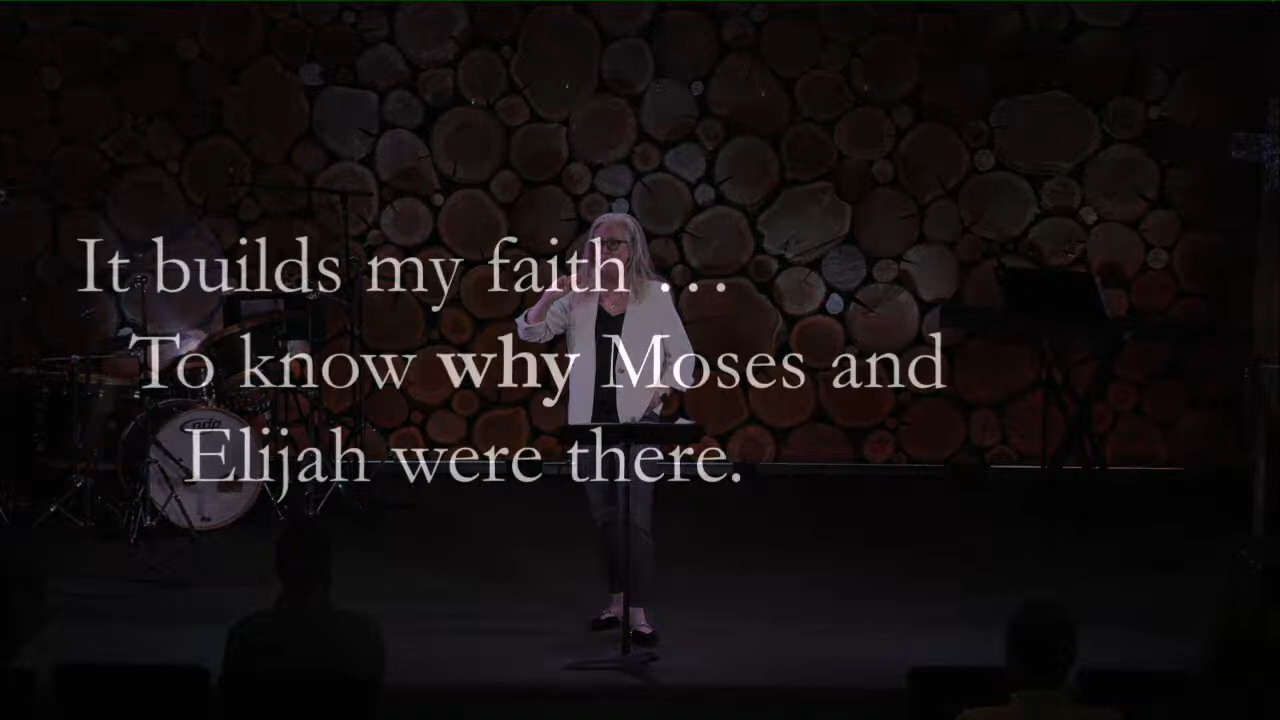 It builds my faith …
To know why Moses and
Elijah were there.